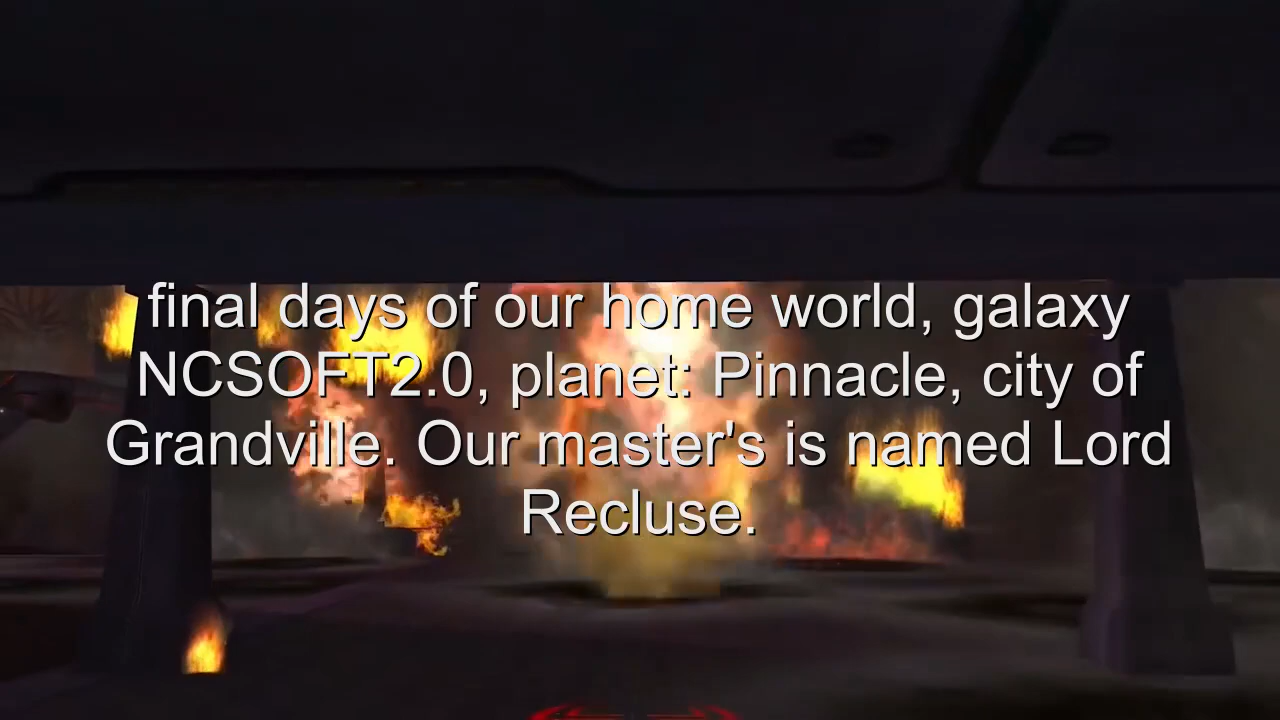 final days of our home world, galaxy
NCSOFT2.0, planet: Pinnacle, city of
Grandville. Our master's is named Lord
Recluse.